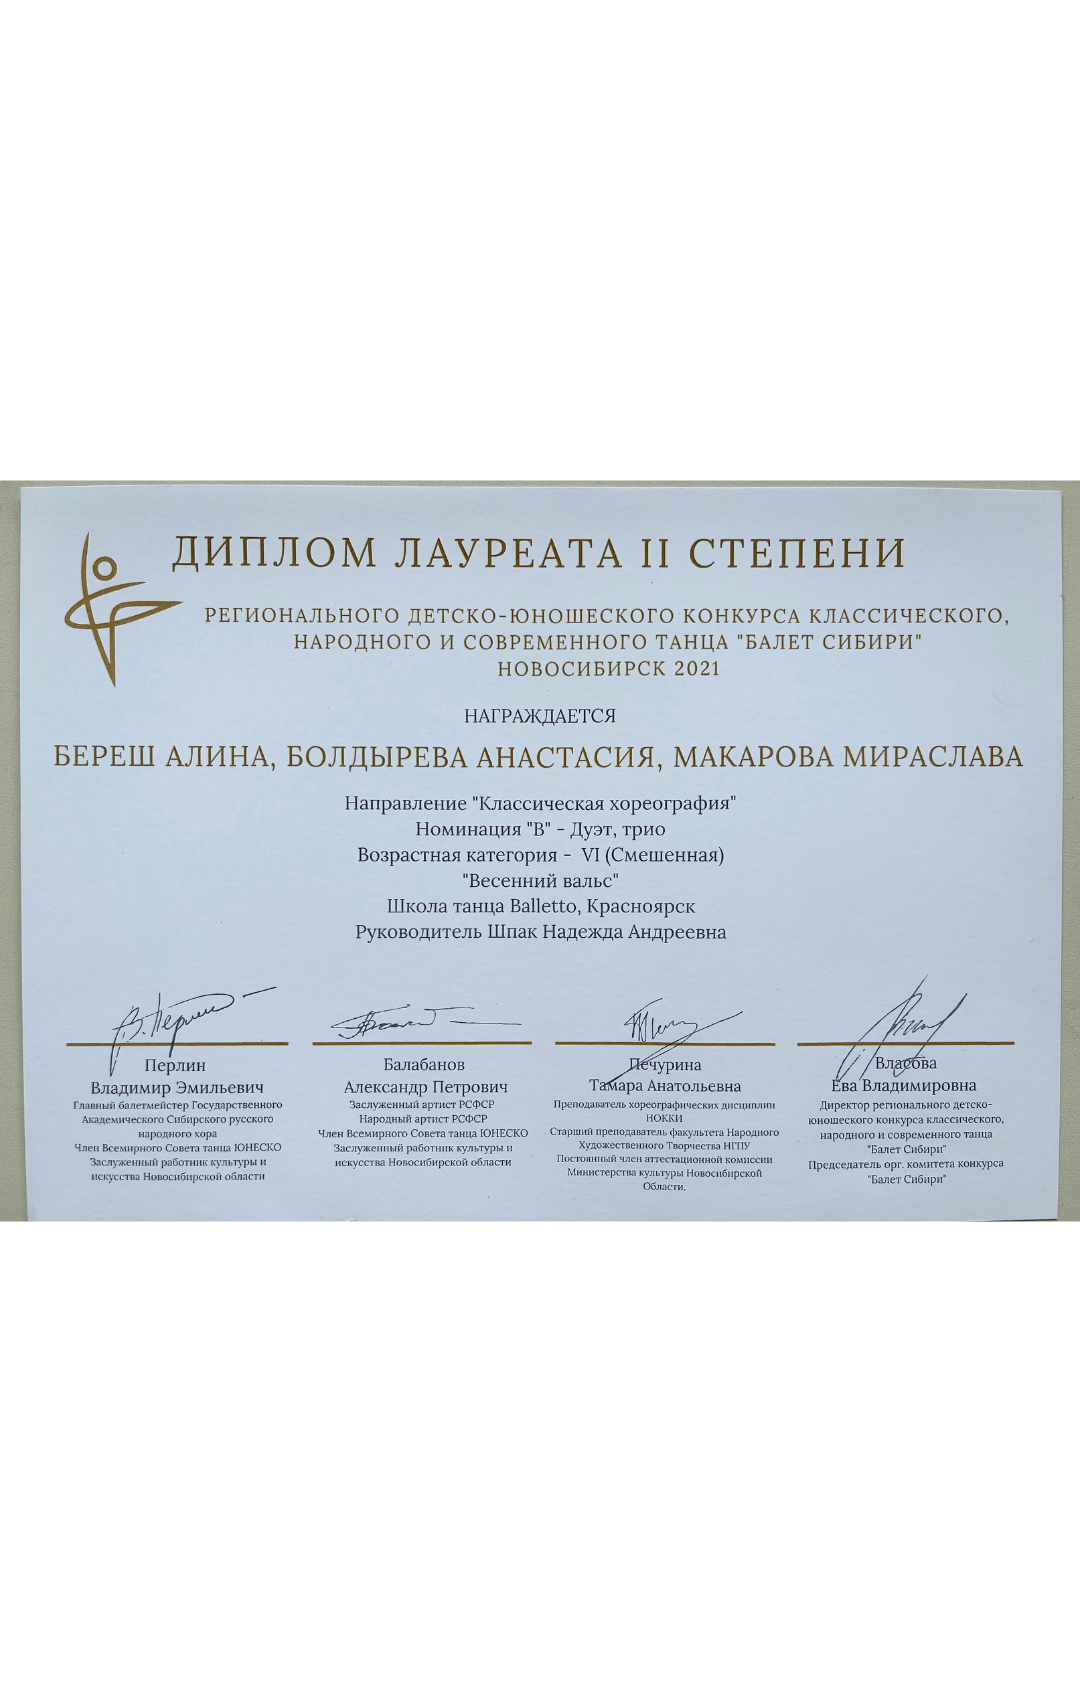 ДИПЛОМ ЛАУРЕАТА II СТЕПЕНИ
РЕГИОНАЛЬНОГО ДЕТСКО-ЮНОШЕСКОГО КОНКУРСА КЛАССИЧЕСКОГО,
НАРОДНОГО И СОВРЕМЕННОГО ТАНЦА "БАЛЕТ СИБИРИ"
НОВОСИБИРСК 2021
НАГРАЖДАЕТСЯ
БЕРЕШ АЛИНА, БОЛДЫРЕВА АНАСТАСИЯ, МАКАРОВА МИРАСЛАВА
Направление "Классическая хореография"
Номинация "В" - Дуэт, трио
Возрастная категория - VI (Смешенная)
"Весенний вальс"
Школа танца Balletto, Красноярск
Руководитель Шпак Надежда Андреевна
В. Перлин
Перлин
Владимир Эмильевич
Главный балетмейстер Государственного
Академического Сибирского русского
народного хора
Член Всемирного Совета танца ЮНЕСКО
Заслуженный работник культуры и
искусства Новосибирской области
Балабанов
Александр Петрович
Заслуженный артист РСФСР
Народный артист РСФСР
Член Всемирного Совета танца ЮНЕСКО
Заслуженный работник культуры и
искусства Новосибирской области
Печурина
Тамара Анатольевна
Преподаватель хореографических дисциплин
НОККИ
Старший преподаватель факультета Народного
Художественного Творчества НГПУ
Постоянный член аттестационной комиссии
Министерства культуры Новосибирской
Области.
Власова
Ева Владимировна
Директор регионального детско-
юношеского конкурса классического,
народного и современного танца
"Балет Сибири"
Председатель орг. комитета конкурса
"Балет Сибири"